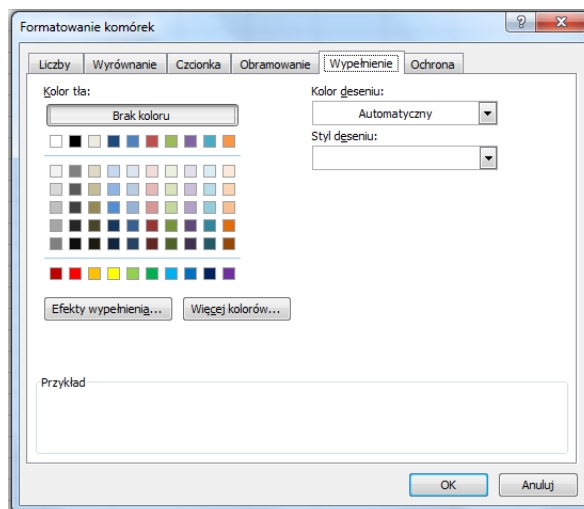 Formatowanie komórek
Liczby Wyrównanie Czcionka Obramowanie Wypełnienie Ochrona
Kolor tła:
Brak koloru
Kolor deseniu:
Automatyczny
Styl deseniu:
Efekty wypełnienia...
Więcej kolorów...
Przykład
OK Anuluj